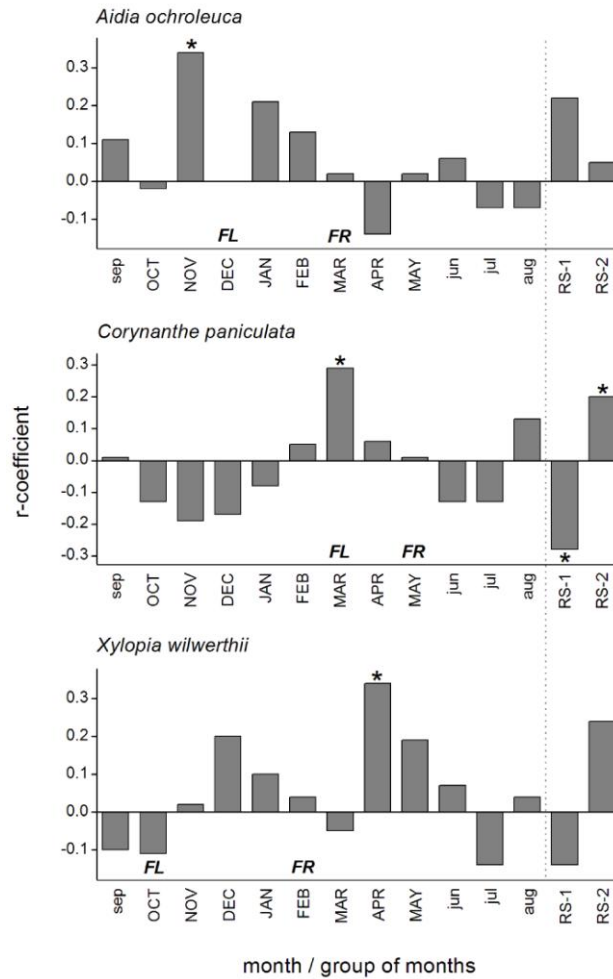 Aidia ochroleuca
0.3
0.1
0.0
-0.1
*
FL
FR
sep
OCT
NOV
DEC
JAN
FEB
MAR
APR
MAY
jun
jul
aug
RS-1
RS-2
Corynanthe paniculata
0.3
0.2
0.1
0.0
-0.1
-0.2
-0.3
*
*
*
FL
FR
sep
OCT
NOV
DEC
JAN
FEB
MAR
APR
MAY
jun
jul
aug
RS-1
RS-2
r-coefficient
Xylopia wilwerthii
0.3
0.1
0.0
-0.1
*
FL
FR
sep
OCT
NOV
DEC
JAN
FEB
MAR
APR
MAY
jun
jul
aug
RS-1
RS-2
month / group of months